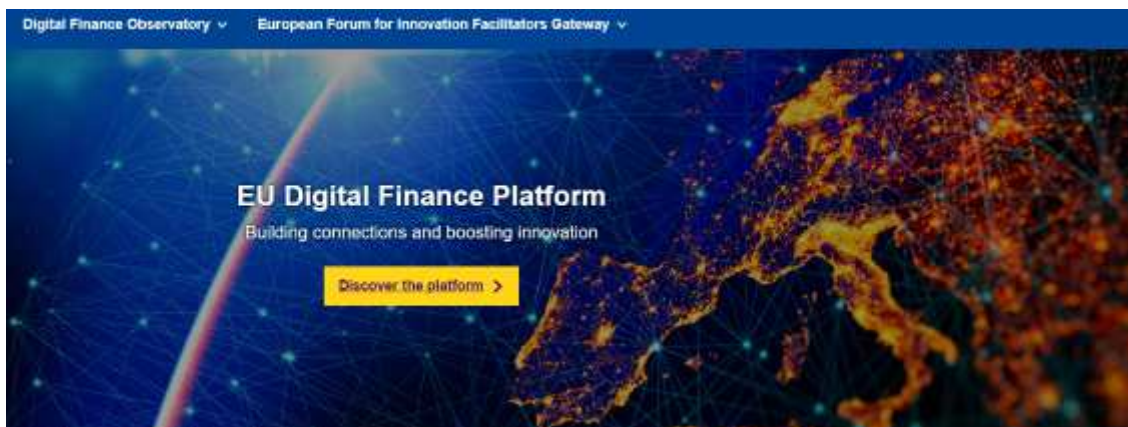 Digital Finance Observatory European Forum for Innovation Facilitators Gateway
EU Digital Finance Platform
Building connections and boosting innovation
Discover the platform